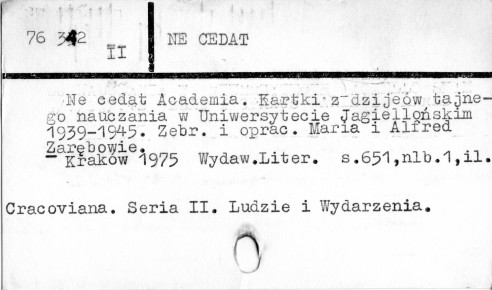 76 342 II NE CEDAT
Ne cedat Academia. Kartki z dziejów tajne-
go nauczania w Uniwersytecie Jagiellońskim
1939-1945. Zebr. i oprac. Maria i Alfred
Zarębowie.
Kraków 1975 Wydaw.Liter. s.651,nlb.1,il.
Cracoviana. Seria II. Ludzie i Wydarzenia.